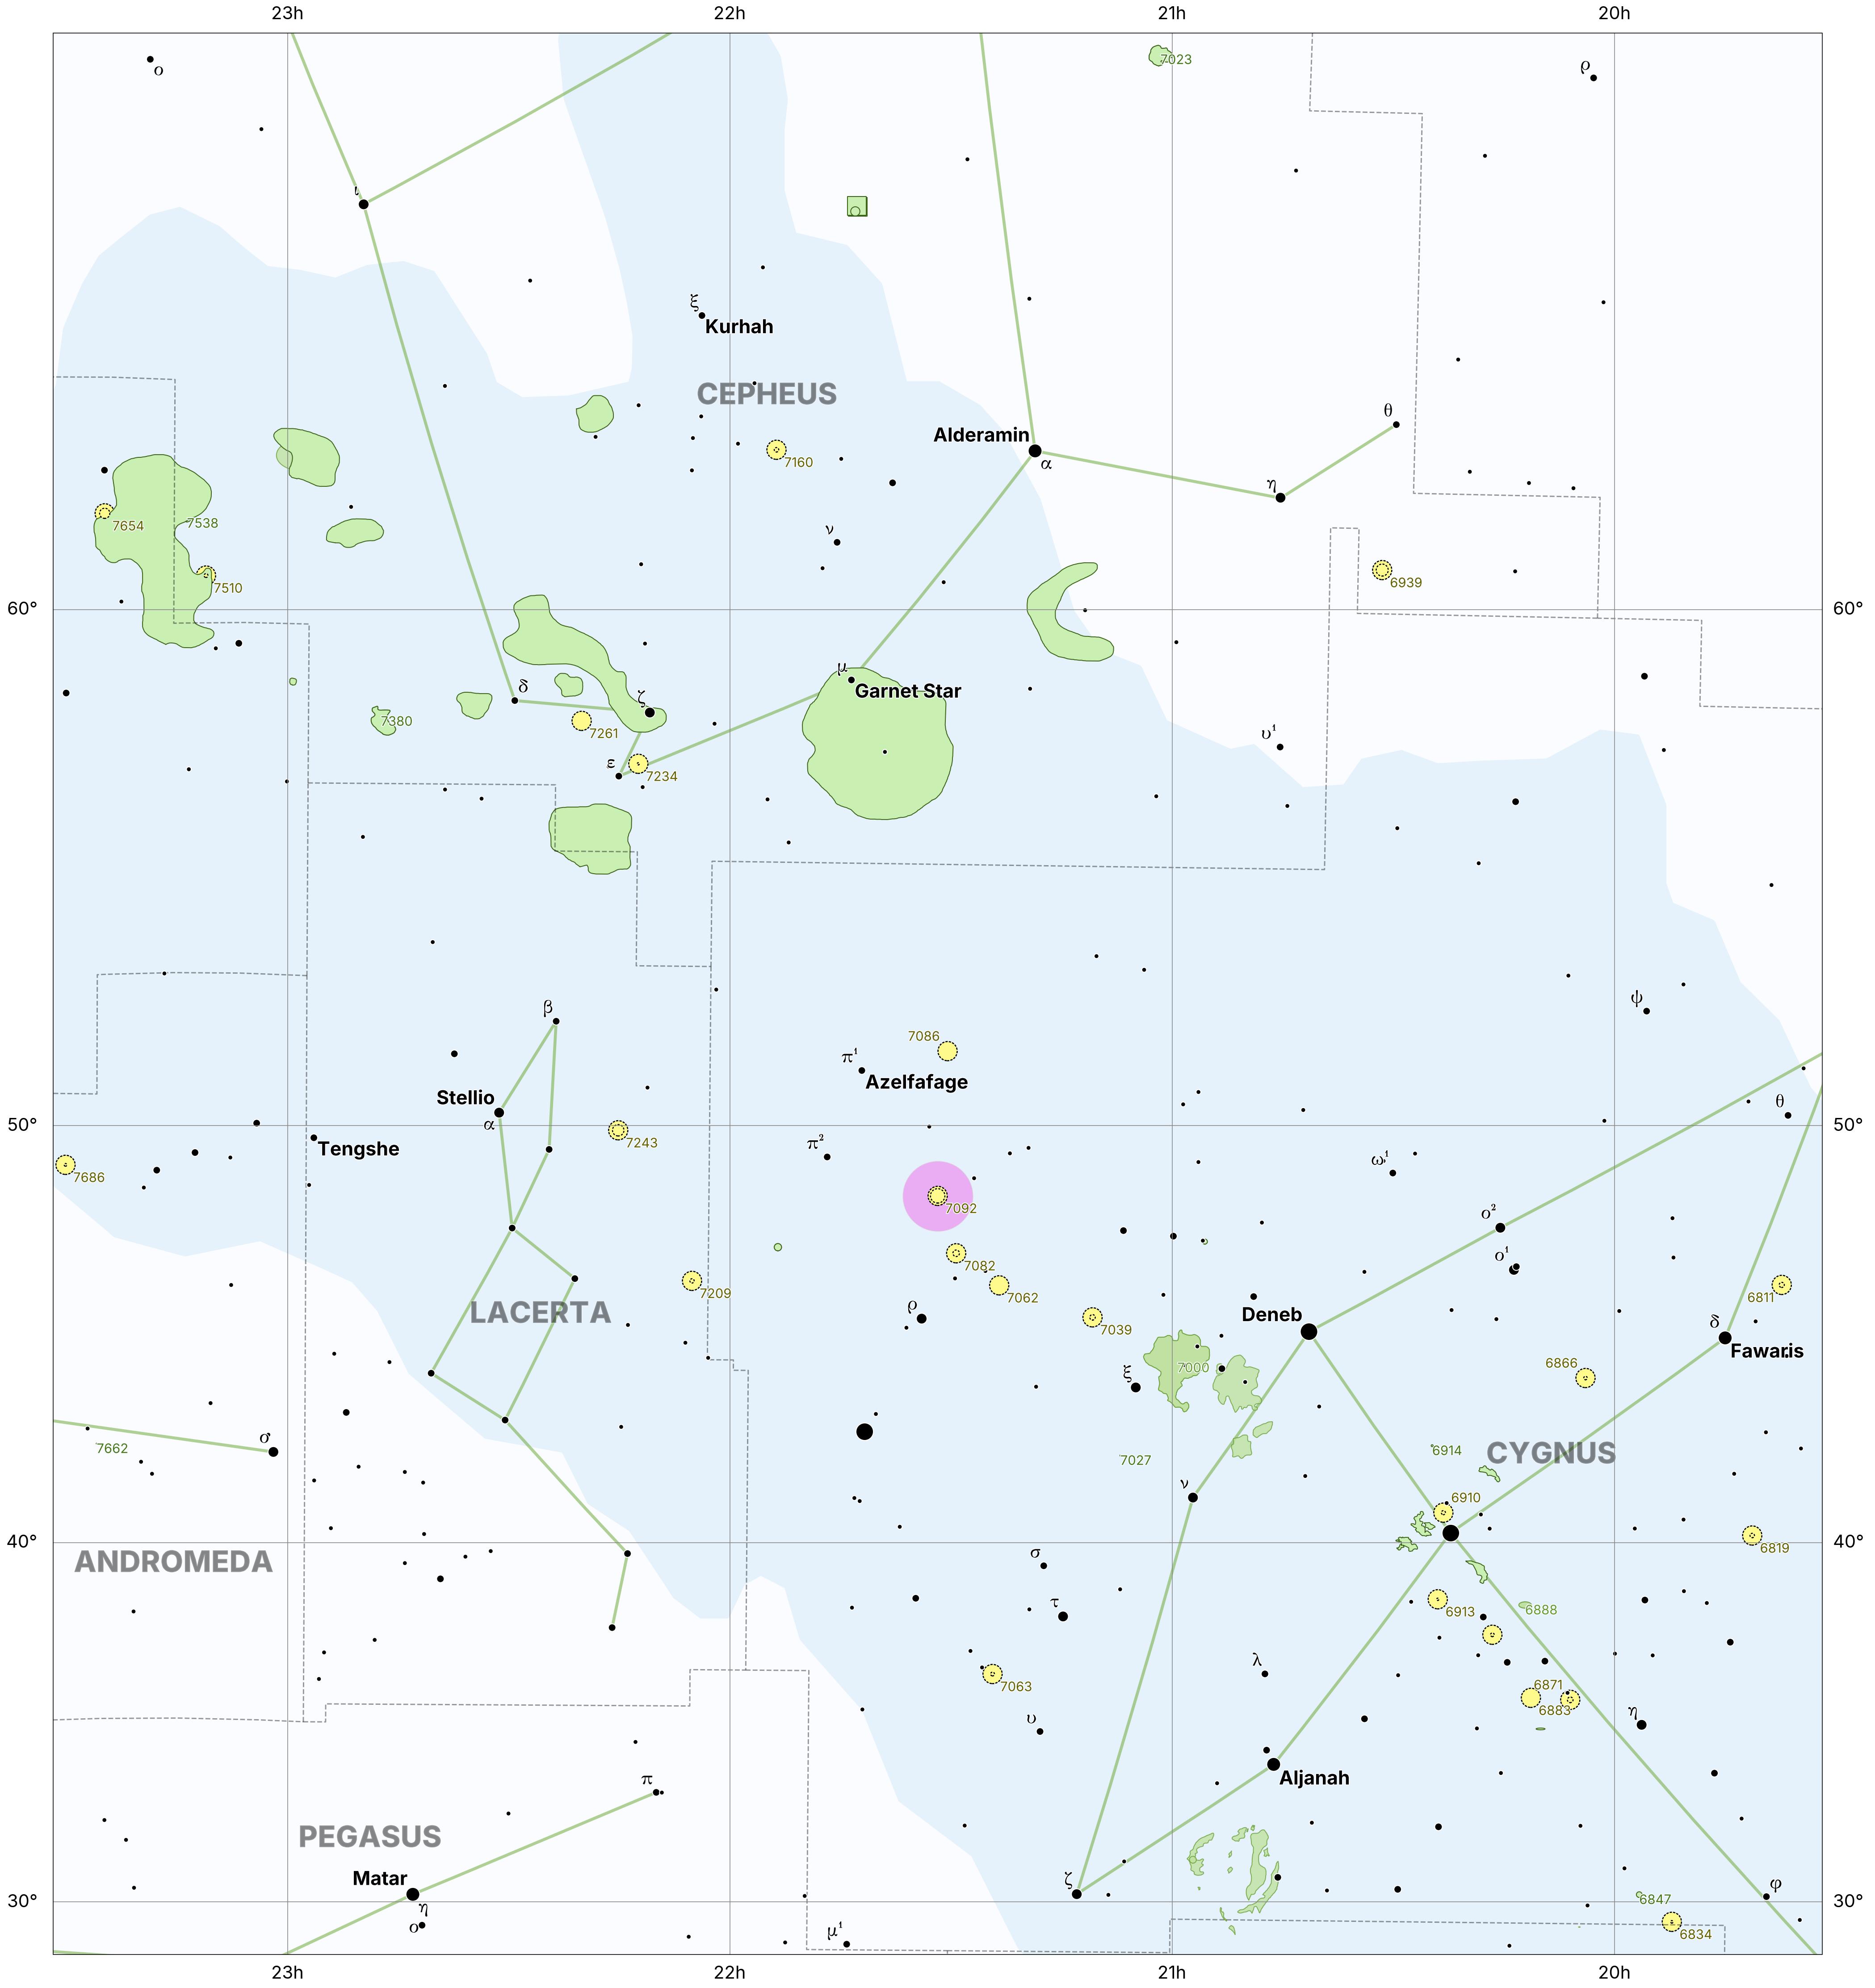 23h 22h 21h 20h
ο
7023
ρ
ι
ξ
Kurhah
CEPHEUS
θ
Alderamin
α
7160
η
7654
7538
ν
7510
6939
60° 60°
μ
Garnet Star
δ
ζ
7380
7261
υ¹
ε
7234
β
ψ
7086
π¹
Azelfafage
Stellio
α
θ
50° 50°
Tengshe
7243
π²
ω¹
7686
7092
ο²
7082
ο¹
7209
7062
6811
LACERTA
ρ
7039
Deneb
δ
Fawaris
7000
6866
ξ
σ
7662
7027
6914
CYGNUS
ν
6910
40° 40°
6819
ANDROMEDA
σ
τ
6913
6888
λ
7063
6871
6883
υ
η
π
Aljanah
PEGASUS
Matar
η
ο
ζ
φ
30° 30°
6847
μ¹
6834
23h 22h 21h 20h